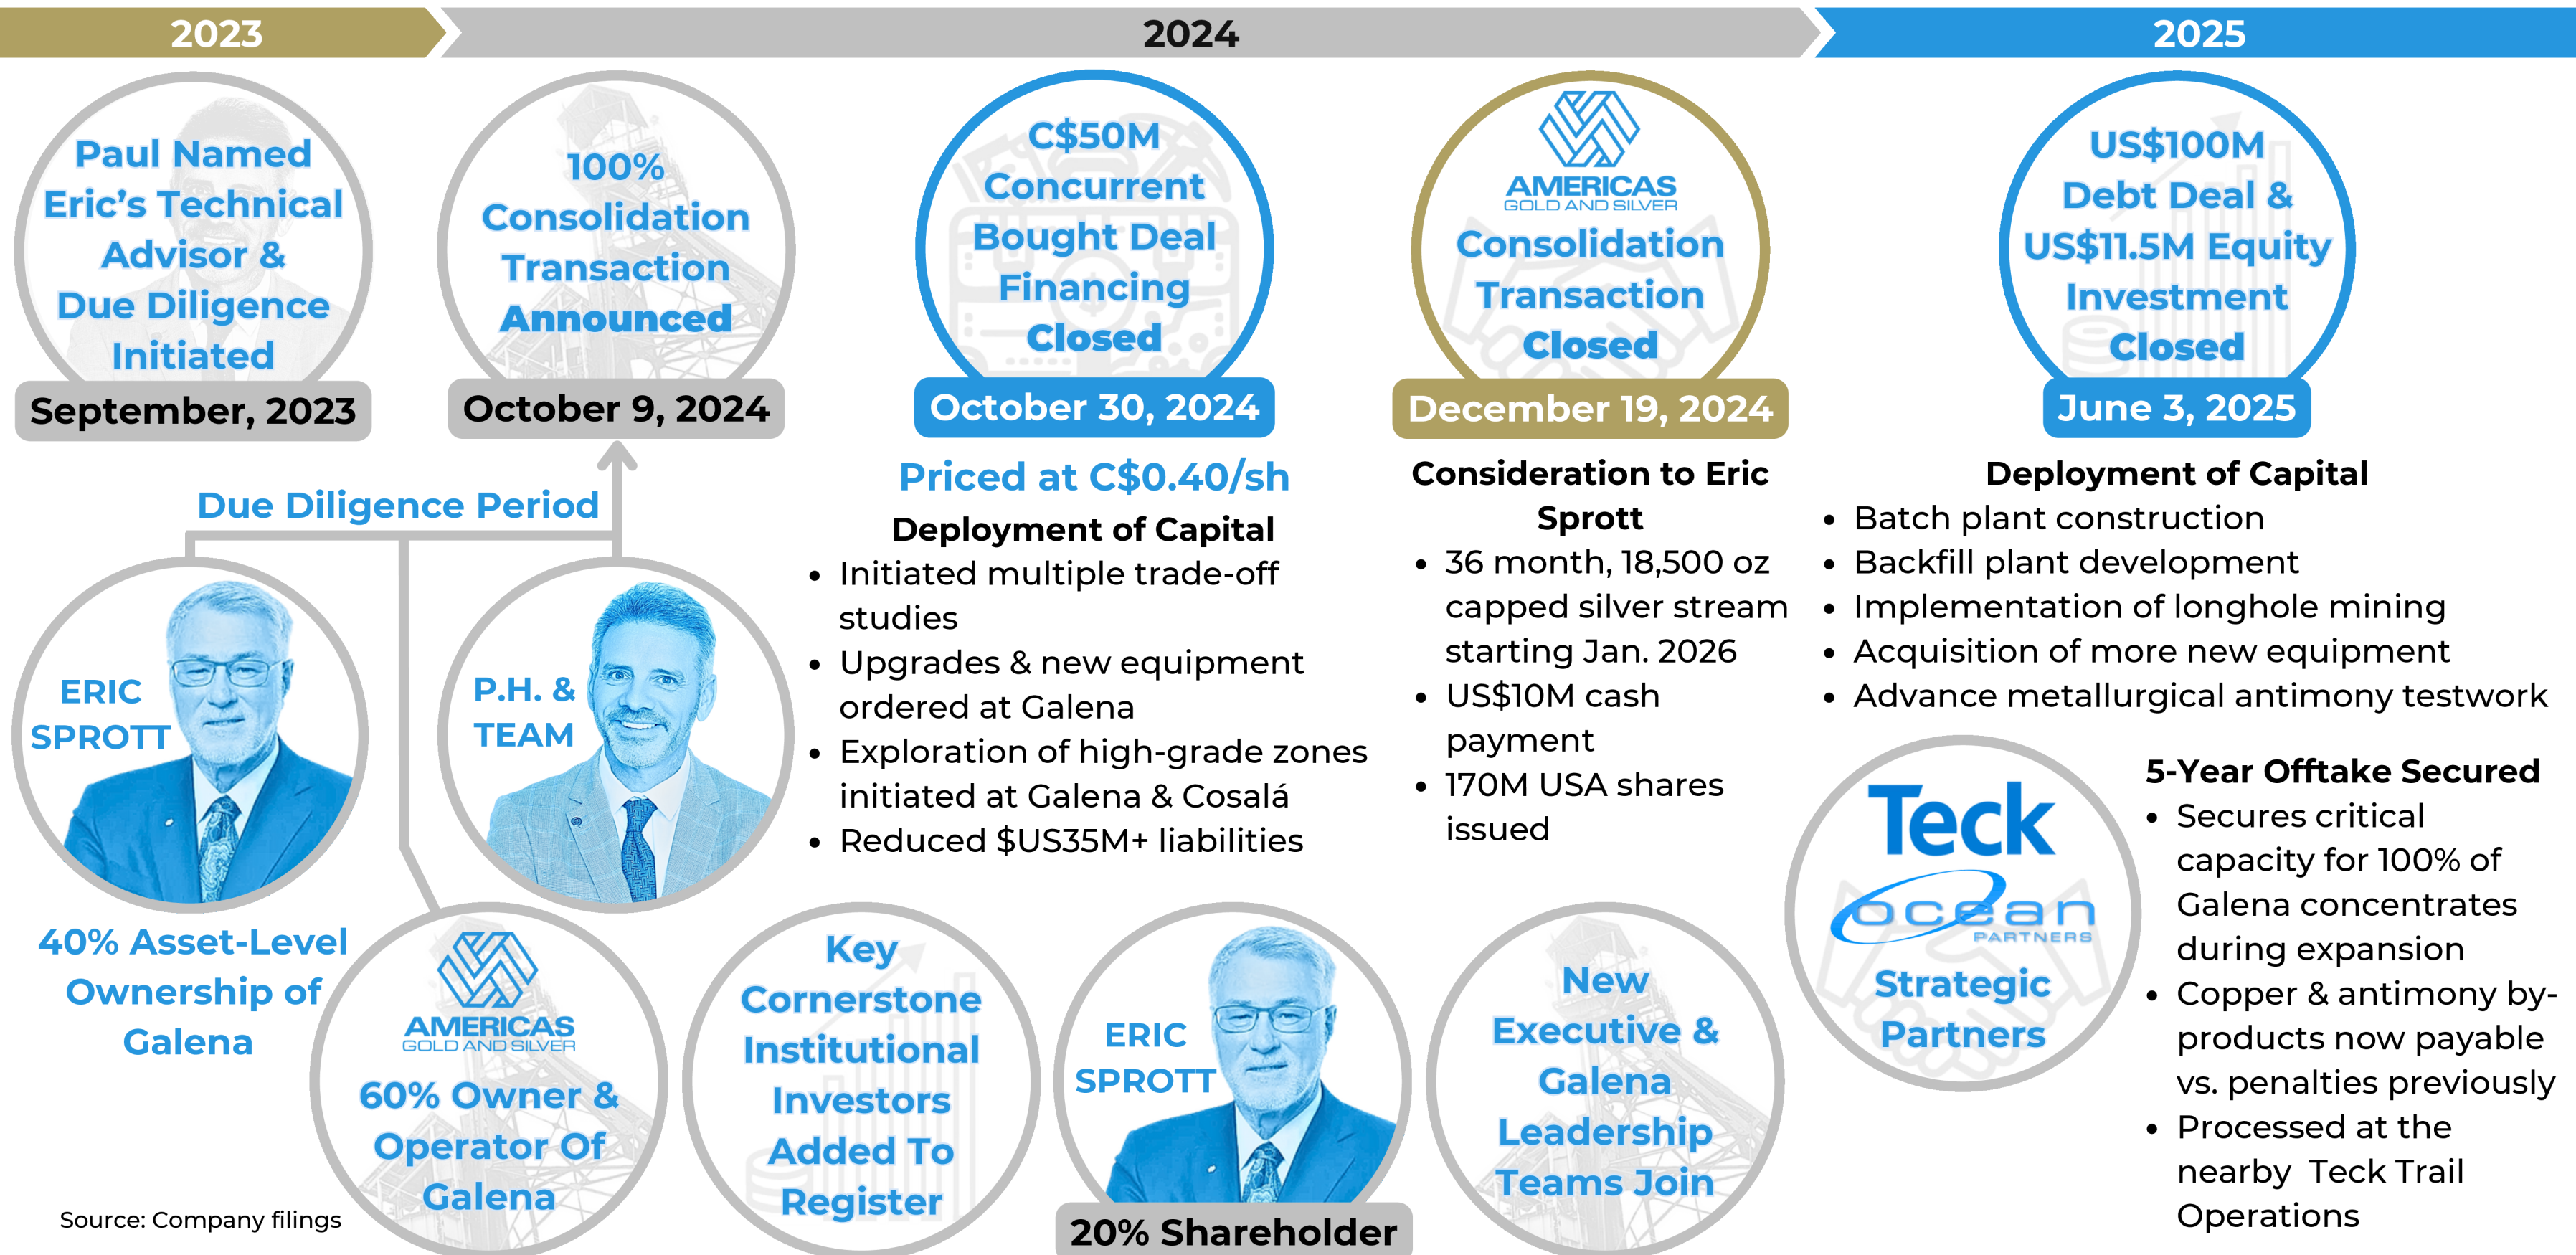 2023
2024
2025
Paul Named
Eric’s Technical
Advisor &
Due Diligence
Initiated
September, 2023
100%
Consolidation
Transaction
Announced
October 9, 2024
C$50M
Concurrent
Bought Deal
Financing
Closed
October 30, 2024
AMERICAS
GOLD AND SILVER
Consolidation
Transaction
Closed
December 19, 2024
US$100M
Debt Deal &
US$11.5M Equity
Investment
Closed
June 3, 2025
Due Diligence Period
ERIC
SPROTT
P.H. &
TEAM
40% Asset-Level
Ownership of
Galena
AMERICAS
GOLD AND SILVER
60% Owner &
Operator Of
Galena
Priced at C$0.40/sh
Deployment of Capital
• Initiated multiple trade-off
studies
• Upgrades & new equipment
ordered at Galena
• Exploration of high-grade zones
initiated at Galena & Cosalá
• Reduced $US35M+ liabilities
Consideration to Eric
Sprott
• 36 month, 18,500 oz
capped silver stream
starting Jan. 2026
• US$10M cash
payment
• 170M USA shares
issued
Deployment of Capital
• Batch plant construction
• Backfill plant development
• Implementation of longhole mining
• Acquisition of more new equipment
• Advance metallurgical antimony testwork
Key
Cornerstone
Institutional
Investors
Added To
Register
ERIC
SPROTT
20% Shareholder
New
Executive &
Galena
Leadership
Teams Join
Teck
ocean
PARTNERS
Strategic
Partners
5-Year Offtake Secured
• Secures critical
capacity for 100% of
Galena concentrates
during expansion
• Copper & antimony by-
products now payable
vs. penalties previously
• Processed at the
nearby Teck Trail
Operations
Source: Company filings